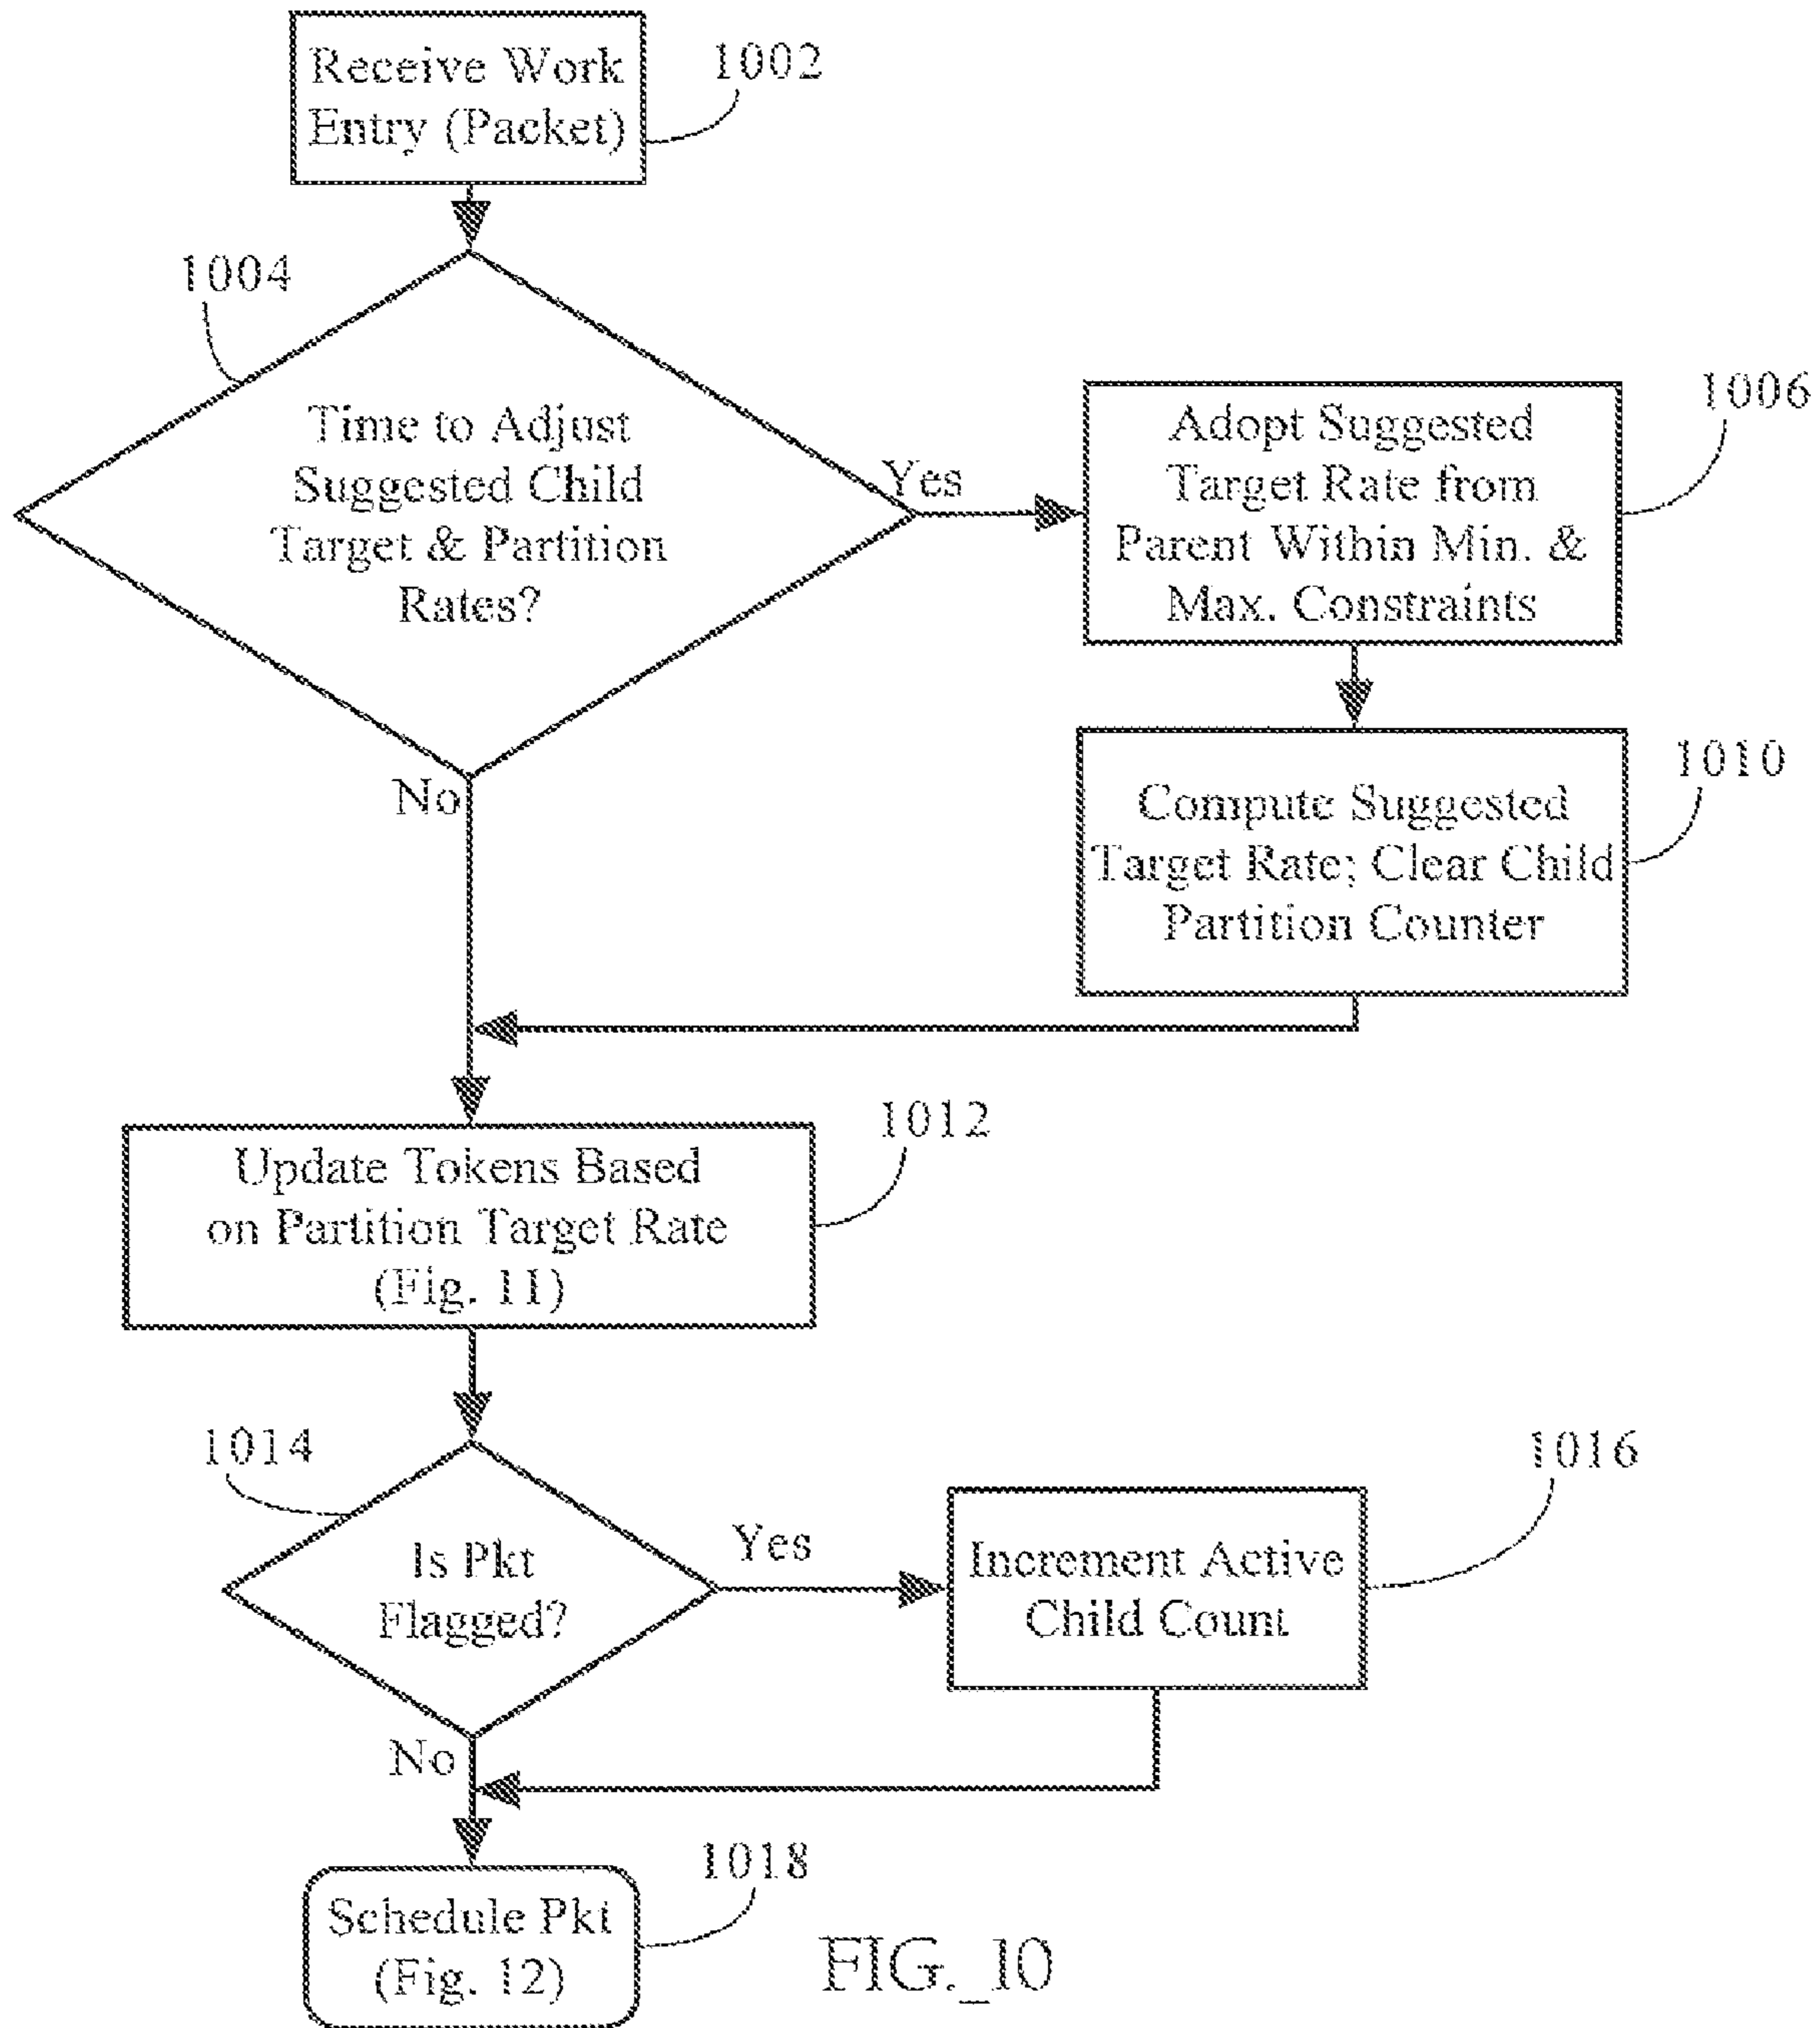 Receive Work
Entry (Packet)
1002
1004
Time to Adjust
Suggested Child
Target & Partition
Rates?
Yes
Adopt Suggested
Target Rate from
Parent Within Min. &
Max. Constraints
1006
No
Compute Suggested
Target Rate; Clear Child
Partition Counter
1010
Update Tokens Based
on Partition Target Rate
(Fig. 11)
1012
1014
Is Pkt
Flagged?
Yes
Increment Active
Child Count
1016
No
Schedule Pkt
(Fig. 12)
1018
FIG._10